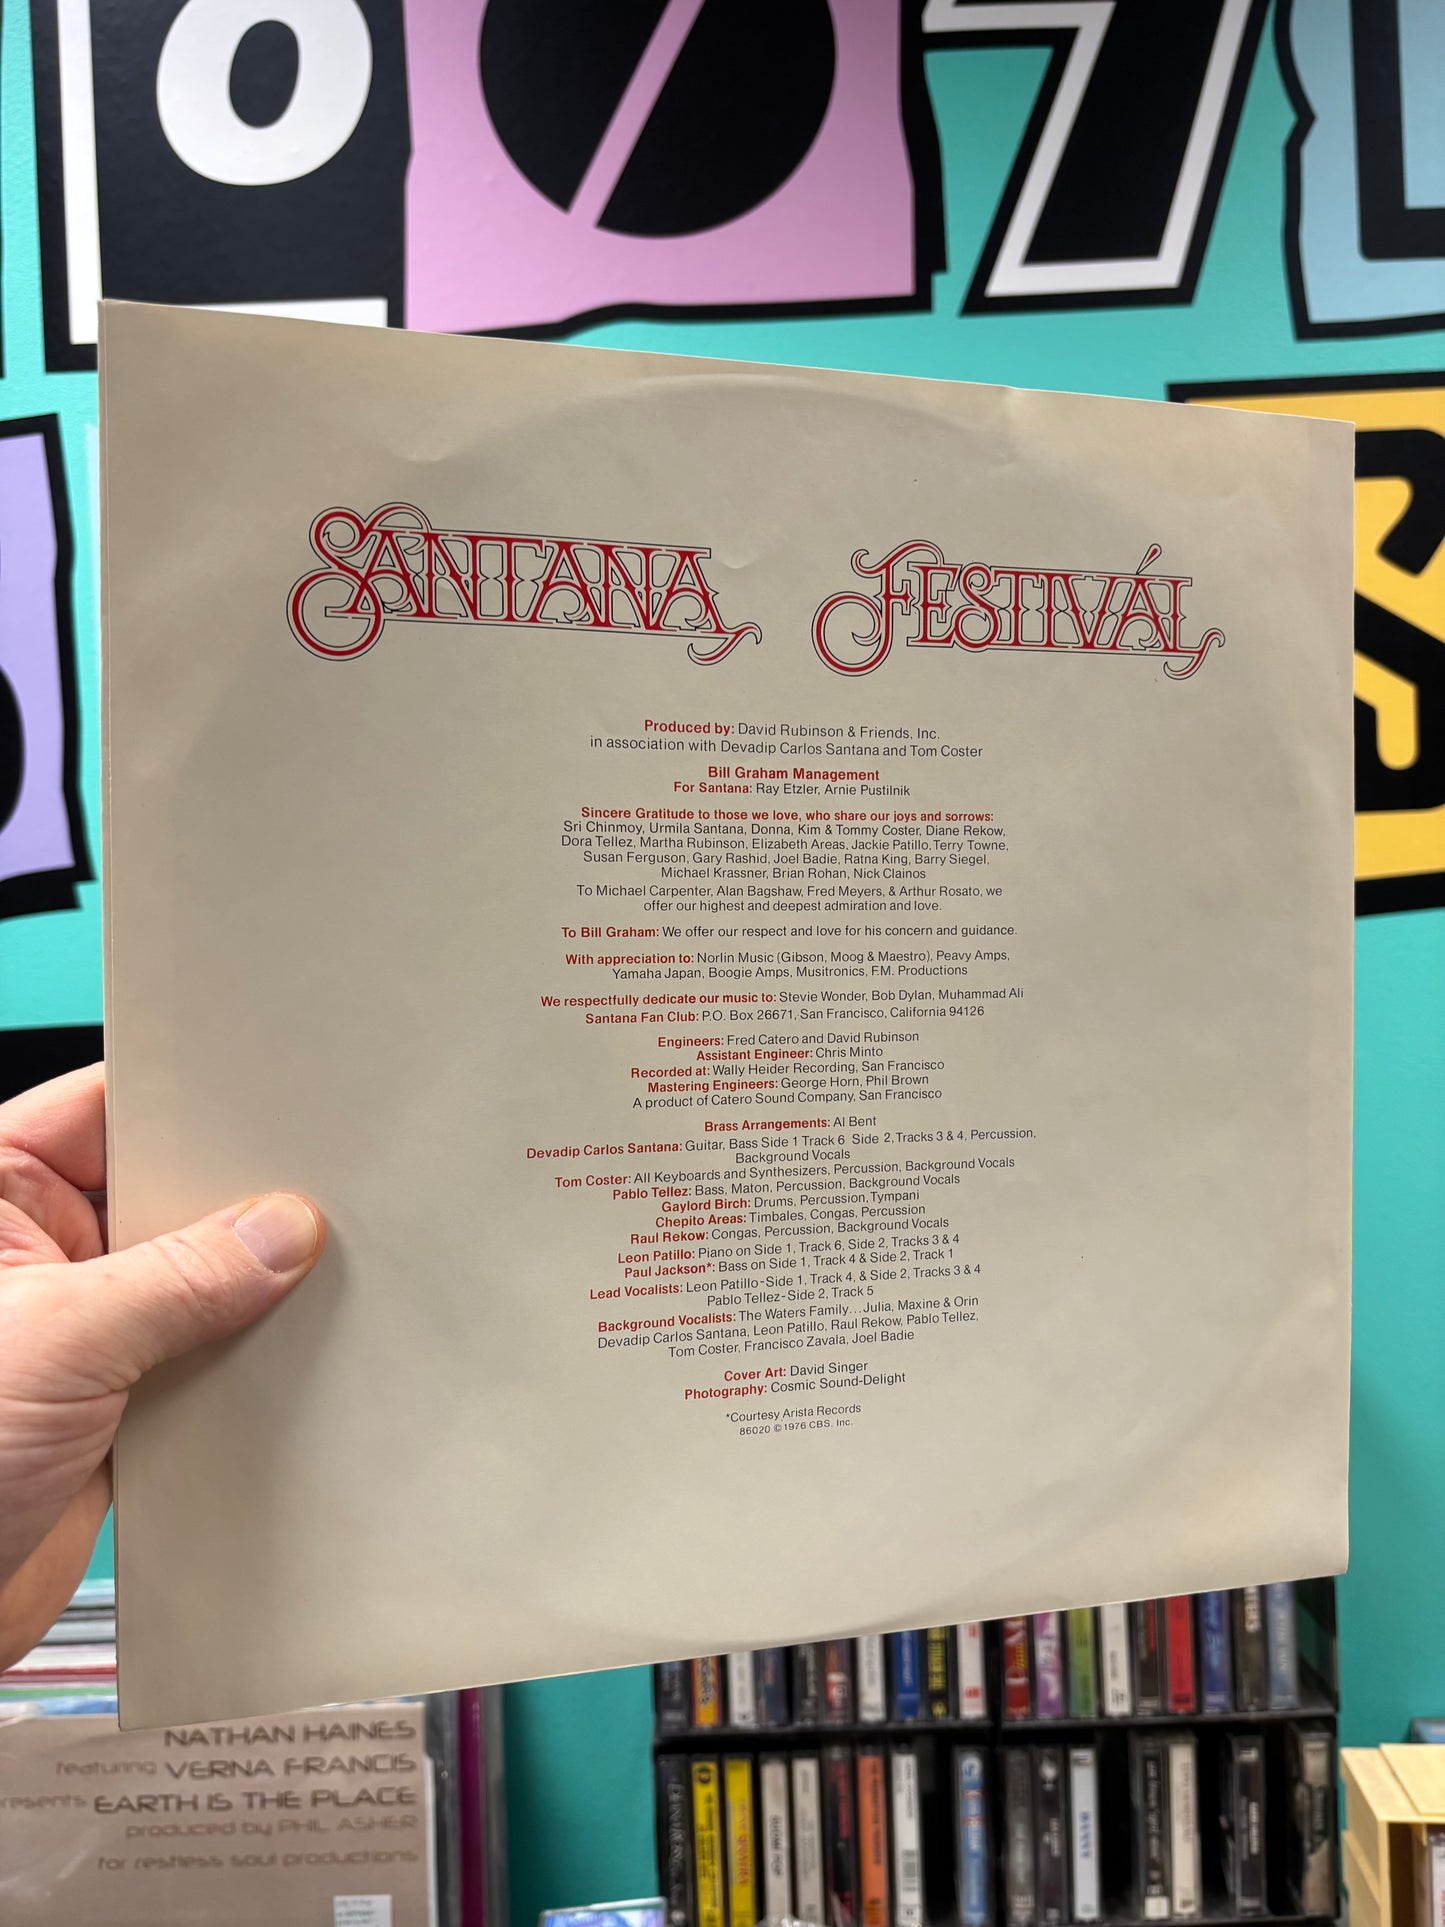 SANTANA FESTIVÁL
Produced by: David Rubinson & Friends, Inc.
in association with Devadip Carlos Santana and Tom Coster
Bill Graham Management
For Santana: Ray Etzler, Arnie Pustilnik
Sincere Gratitude to those we love, who share our joys and sorrows:
Sri Chinmoy, Urmila Santana, Donna, Kim & Tommy Coster, Diane Rekow,
Dora Tellez, Martha Rubinson, Elizabeth Areas, Jackie Patillo, Terry Towne,
Susan Ferguson, Gary Rashid, Joel Badie, Ratna King, Barry Siegel,
Michael Krassner, Brian Rohan, Nick Clainos
To Michael Carpenter, Alan Bagshaw, Fred Meyers, & Arthur Rosato, we
offer our highest and deepest admiration and love.
To Bill Graham: We offer our respect and love for his concern and guidance.
With appreciation to: Norlin Music (Gibson, Moog & Maestro), Peavy Amps,
Yamaha Japan, Boogie Amps, Musitronics, F.M. Productions
We respectfully dedicate our music to: Stevie Wonder, Bob Dylan, Muhammad Ali
Santana Fan Club: P.O. Box 26671, San Francisco, California 94126
Engineers: Fred Catero and David Rubinson
Assistant Engineer: Chris Minto
Recorded at: Wally Heider Recording, San Francisco
Mastering Engineers: George Horn, Phil Brown
A product of Catero Sound Company, San Francisco
Brass Arrangements: Al Bent
Devadip Carlos Santana: Guitar, Bass Side 1 Track 6 Side 2, Tracks 3 & 4, Percussion,
Background Vocals
Tom Coster: All Keyboards and Synthesizers, Percussion, Background Vocals
Pablo Tellez: Bass, Maton, Percussion, Background Vocals
Gaylord Birch: Drums, Percussion, Tympani
Chepito Areas: Timbales, Congas, Percussion
Raul Rekow: Congas, Percussion, Background Vocals
Leon Patillo: Piano on Side 1, Track 6, Side 2, Tracks 3 & 4
Paul Jackson*: Bass on Side 1, Track 4 & Side 2, Track 1
Lead Vocalists: Leon Patillo-Side 1, Track 4, & Side 2, Tracks 3 & 4
Pablo Tellez-Side 2, Track 5
Background Vocalists: The Waters Family...Julia, Maxine & Orin
Devadip Carlos Santana, Leon Patillo, Raul Rekow, Pablo Tellez,
Tom Coster, Francisco Zavala, Joel Badie
Cover Art: David Singer
Photography: Cosmic Sound-Delight
*Courtesy Arista Records
86020 © 1976 CBS, Inc.
NATHAN HAINES
featuring VERNA FRANCIS
presents EARTH IS THE PLACE
produced by PHIL ASHER
for restless soul productions